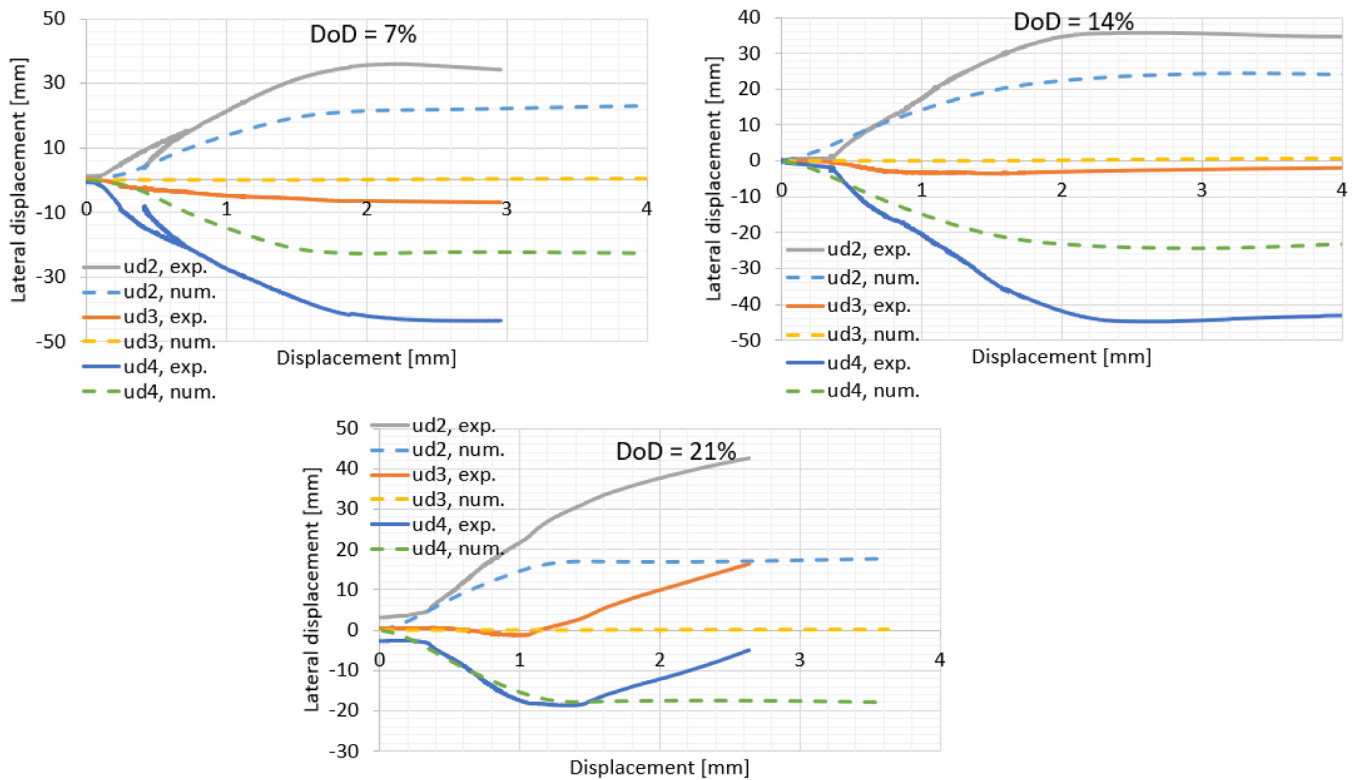 DoD = 7%
Lateral displacement [mm]
50
30
10
-10
-30
-50
0
1
2
3
4
Displacement [mm]
ud2, exp.
ud2, num.
ud3, exp.
ud3, num.
ud4, exp.
ud4, num.
DoD = 14%
Lateral displacement [mm]
40
30
20
10
0
-10
-20
-30
-40
-50
0
1
2
3
4
Displacement [mm]
ud2, exp.
ud2, num.
ud3, exp.
ud3, num.
ud4, exp.
ud4, num.
DoD = 21%
Lateral displacement [mm]
50
40
30
20
10
0
-10
-20
-30
0
1
2
3
4
Displacement [mm]
ud2, exp.
ud2, num.
ud3, exp.
ud3, num.
ud4, exp.
ud4, num.